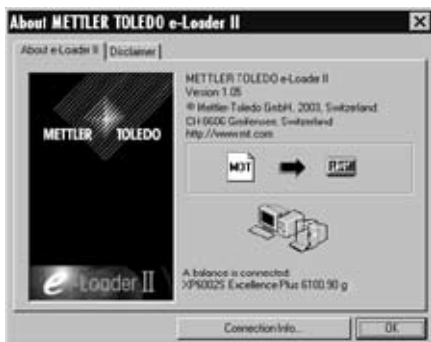 About METTLER TOLEDO e-Loader II
About e-Loader II
Disclaimer
METTLER TOLEDO
e-Loader II
METTLER TOLEDO e-Loader II
Version 1.05
© Mettler-Toledo GmbH, 2003, Switzerland
CH-8606 Greifensee, Switzerland
http://www.mt.com
MOT
A balance is connected:
XP6002S Excellence Plus 6100.90 g
Connection Info...
OK